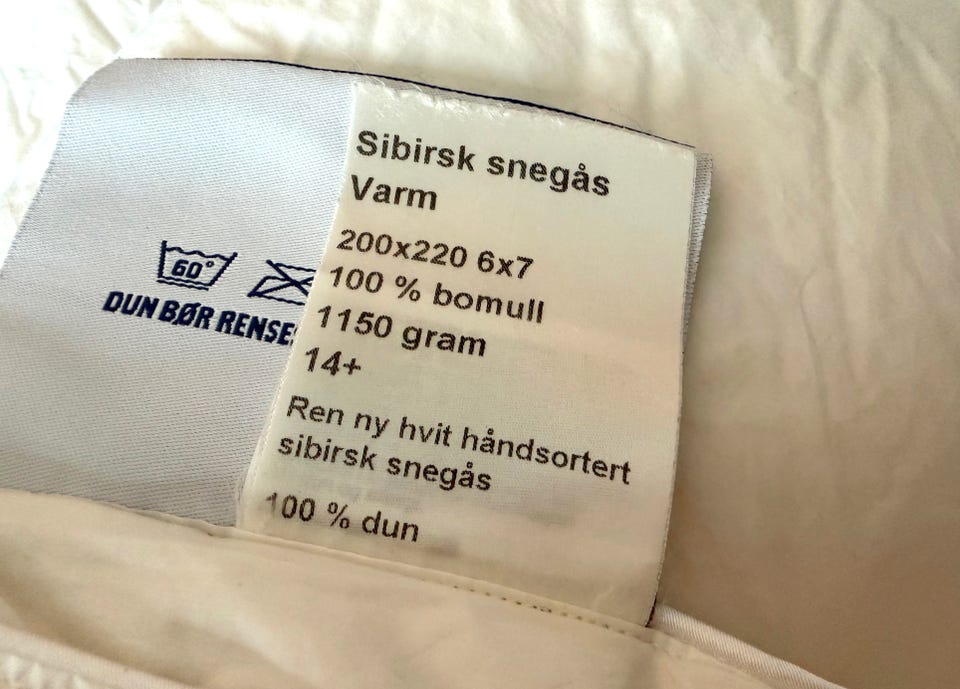 Sibirsk snegås
Varm
200x220 6x7
100 % bomull
1150 gram
14+
Ren ny hvit håndsortert
sibirsk snegås
100 % dun
60°
DUN BØR RENSE